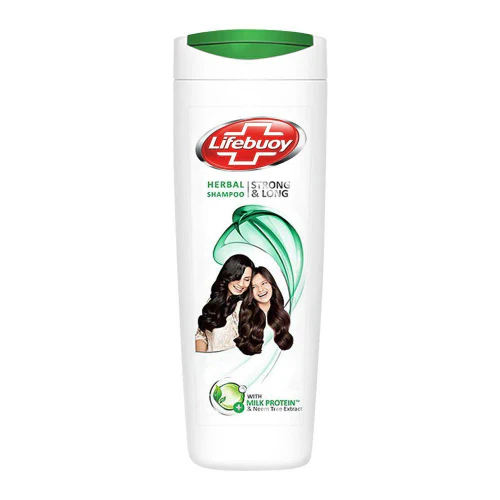 Lifebuoy
HERBAL SHAMPOO
STRONG & LONG
WITH
MILK PROTEIN™
& Neem Tree Extract